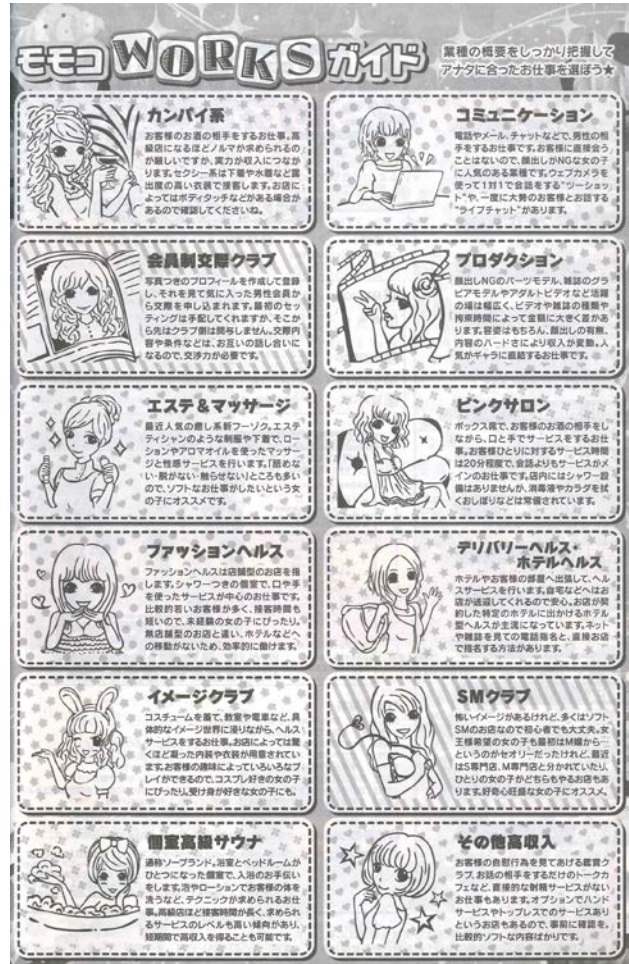 モモコWORKSガイド
業種の概要をしっかり把握して
アナタに合ったお仕事を選ぼう★
カンパイ系
お客様のお酒の相手をするお仕事。高
級店になるほどノルマが求められるの
が厳しいですが、実力が収入につなが
ります。セクシー系は下着や水着など露
出度の高い衣装で接客します。お店に
よってはボディタッチなどがある場合が
あるので確認してくださいね。
コミュニケーション
電話やメール、チャットなどで、男性の相
手をするお仕事です。お客様に直接会う
ことはないので、顔出しがNGな女の子
に人気のある業種です。ウェブカメラを
使って1対1で会話をする"ツーショッ
ト"や、一度に大勢のお客様とお話する
"ライブチャット"があります。
会員制交際クラブ
写真つきのプロフィールを作成して登録
し、それを見て気に入った男性会員か
ら交際を申し込まれます。最初のセッ
ティングは手配してくれますが、そこか
ら先はクラブ側は関与しません。交際内
容や条件などは、お互いの話し合いに
なるので、交渉力が必要です。
プロダクション
顔出しNGのパーツモデル、雑誌のグラ
ビアモデルやアダルトビデオなど活躍
の場は幅広く、ビデオや雑誌の種類や
拘束時間によって金額に大きく差があ
ります。容姿はもちろん、顔出しの有無、
内容のハードさにより収入が変動。人
気がギャラに直結するお仕事です。
エステ&マッサージ
最近人気の癒し系新フーゾク。エステ
ティシャンのような制服や下着で、ロー
ションやアロマオイルを使ったマッサー
ジと性感サービスを行います。「舐めな
い・脱がない・触らせない」ところも多い
ので、ソフトなお仕事がしたいという女
の子にオススメです。
ピンクサロン
ボックス席で、お客様のお酒の相手をし
ながら、口と手でサービスをするお仕
事。お客様ひとりに対するサービス時間
は20分程度で、会話よりもサービスがメ
インのお仕事です。店内にはシャワー設
備はありませんが、消毒液やカラダを拭
くおしぼりなどは常備されています。
ファッションヘルス
ファッションヘルスは店舗型のお店を指
します。シャワーつきの個室で、口や手
を使ったサービスが中心のお仕事です。
比較的若いお客様が多く、接客時間も
短いので、未経験の女の子にぴったり。
無店舗型のお店と違い、ホテルなどへ
の移動がないため、効率的に働けます。
デリバリーヘルス・
ホテルヘルス
ホテルやお客様の部屋へ出張して、ヘル
スサービスを行います。自宅などへはお
店が送迎してくれるので安心。お店が契
約した特定のホテルに出かけるホテル
型ヘルスが主流になっています。ネット
や雑誌を見ての電話指名と、直接お店
で指名する方法があります。
イメージクラブ
コスチュームを着て、教室や電車など、具
体的なイメージ世界に浸りながら、ヘルス
サービスをするお仕事。お店によっては驚
くほど凝った内装や衣装が用意されてい
ます。お客様の趣味によっていろいろなプ
レイができるので、コスプレ好きの女の子
にぴったり。受け身が好きな女の子にも。
SMクラブ
怖いイメージがあるけれど、多くはソフト
SMのお店なので初心者でも大丈夫。女
王様希望の女の子も最初はM嬢から…
というのがセオリーだったけれど、最近
はS専門店、M専門店と分かれていたり、
ひとりの女の子がどちらもやるお店もあ
ります。好奇心旺盛な女の子にオススメ。
個室高級サウナ
通称ソープランド。浴室とベッドルームが
ひとつになった個室で、入浴のお手伝い
をします。泡やローションでお客様の体を
洗うなど、テクニックが求められるお仕
事。高級店ほど接客時間が長く、求められ
るサービスのレベルも高い傾向があり、
短期間で高収入を得ることも可能です。
その他高収入
お客様の自慰行為を見てあげる鑑賞ク
ラブ、お話の相手をするだけのトークカ
フェなど、直接的な射精サービスがない
お仕事もあります。オプションでハンド
サービスやトップレスでのサービスあり
というお店もあるので、事前に確認を。
比較的ソフトな内容ばかりです。